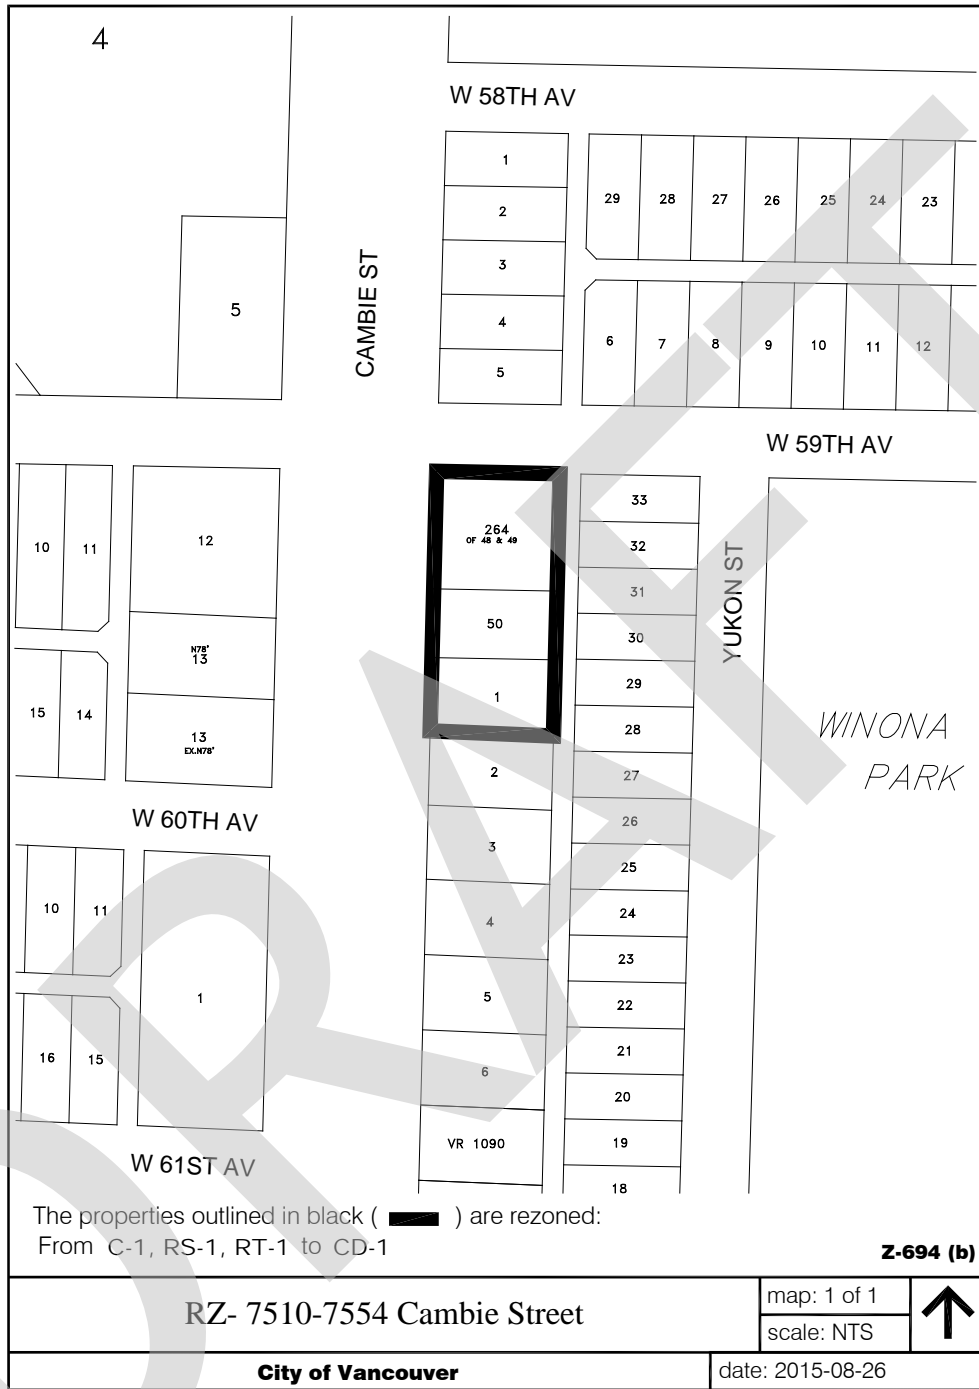 4
W 58TH AV
1
2
3
4
5
29 28 27 26 25 24 23
5
CAMBIE ST
6 7 8 9 10 11 12
W 59TH AV
10 11
12
N78'
13
13
EX.N78'
15 14
264
OF 48 & 49
50
1
2
3
4
5
6
VR 1090
33
32
31
30
29
28
27
26
25
24
23
22
21
20
19
18
YUKON ST
WINONA
PARK
W 60TH AV
10 11
1
16 15
W 61ST AV
DRAFT
The properties outlined in black ( ) are rezoned:
From C-1, RS-1, RT-1 to CD-1
Z-694 (b)
RZ- 7510-7554 Cambie Street
map: 1 of 1
scale: NTS
City of Vancouver
date: 2015-08-26